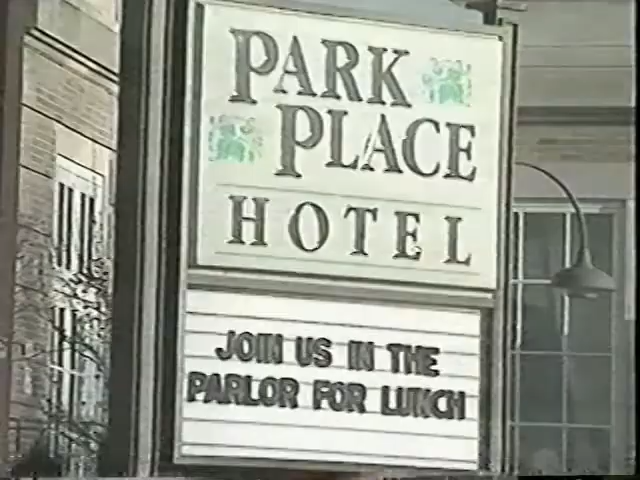 PARK
PLACE
HOTEL
JOIN US IN THE
PARLOR FOR LUNCH